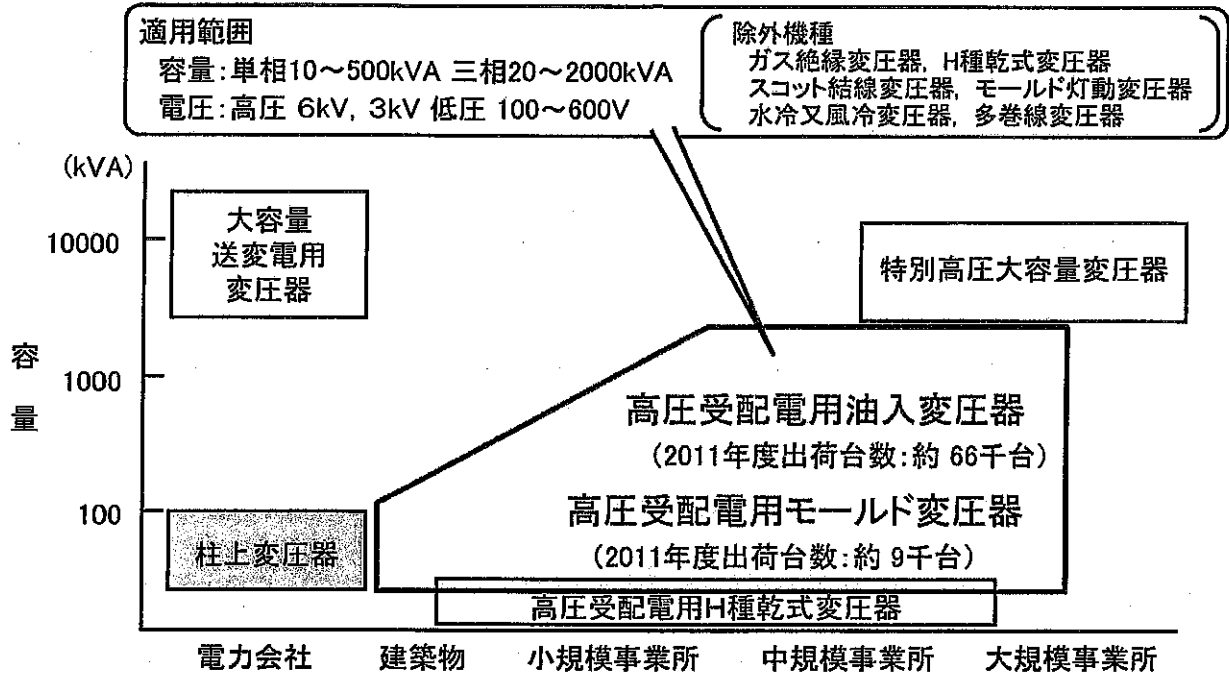 適用範囲
容量:単相10～500kVA 三相20～2000kVA
電圧:高圧 6kV, 3kV 低圧 100～600V
除外機種
ガス絶縁変圧器, H種乾式変圧器
スコット結線変圧器, モールド灯動変圧器
水冷又風冷変圧器, 多巻線変圧器
(kVA)
10000
1000
100
容量
大容量
送変電用
変圧器
特別高圧大容量変圧器
高圧受配電用油入変圧器
(2011年度出荷台数:約 66千台)
高圧受配電用モールド変圧器
(2011年度出荷台数:約 9千台)
柱上変圧器
高圧受配電用H種乾式変圧器
電力会社 建築物 小規模事業所 中規模事業所 大規模事業所